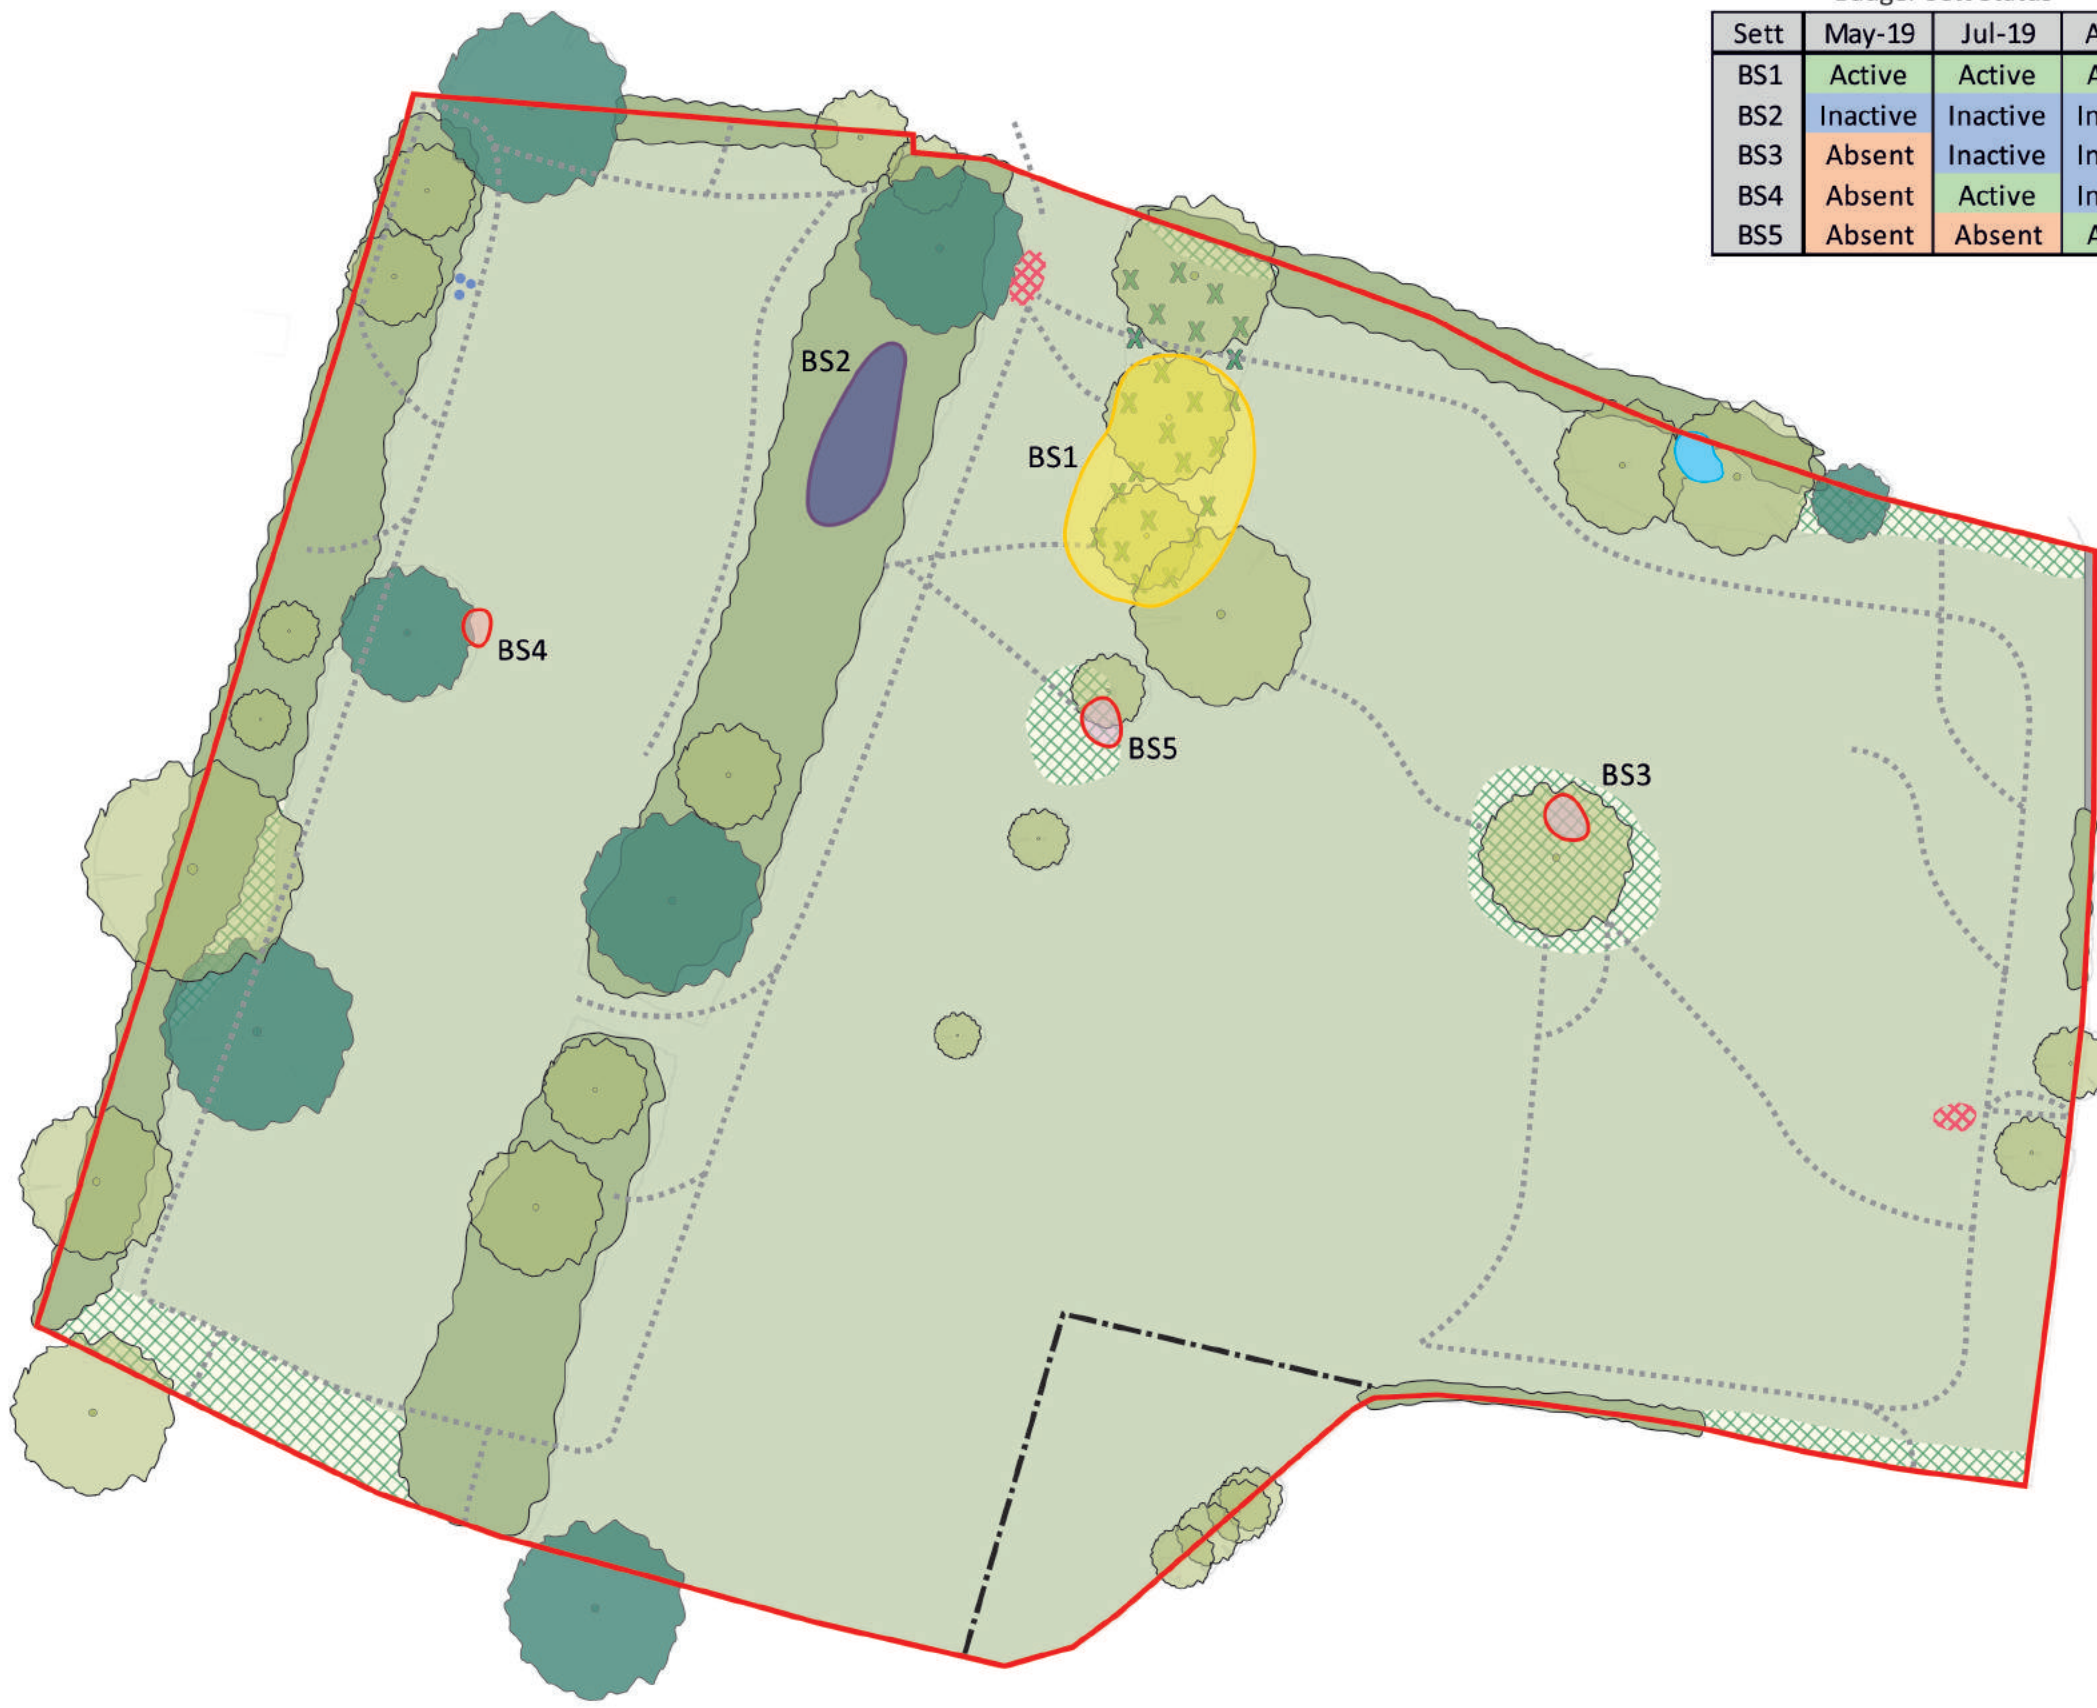 Sett May-19 Jul-19
BS1 Active Active
BS2 Inactive Inactive
BS3 Absent Inactive
BS4 Absent Active
BS5 Absent Absent
BS2
BS1
BS4
BS5
BS3